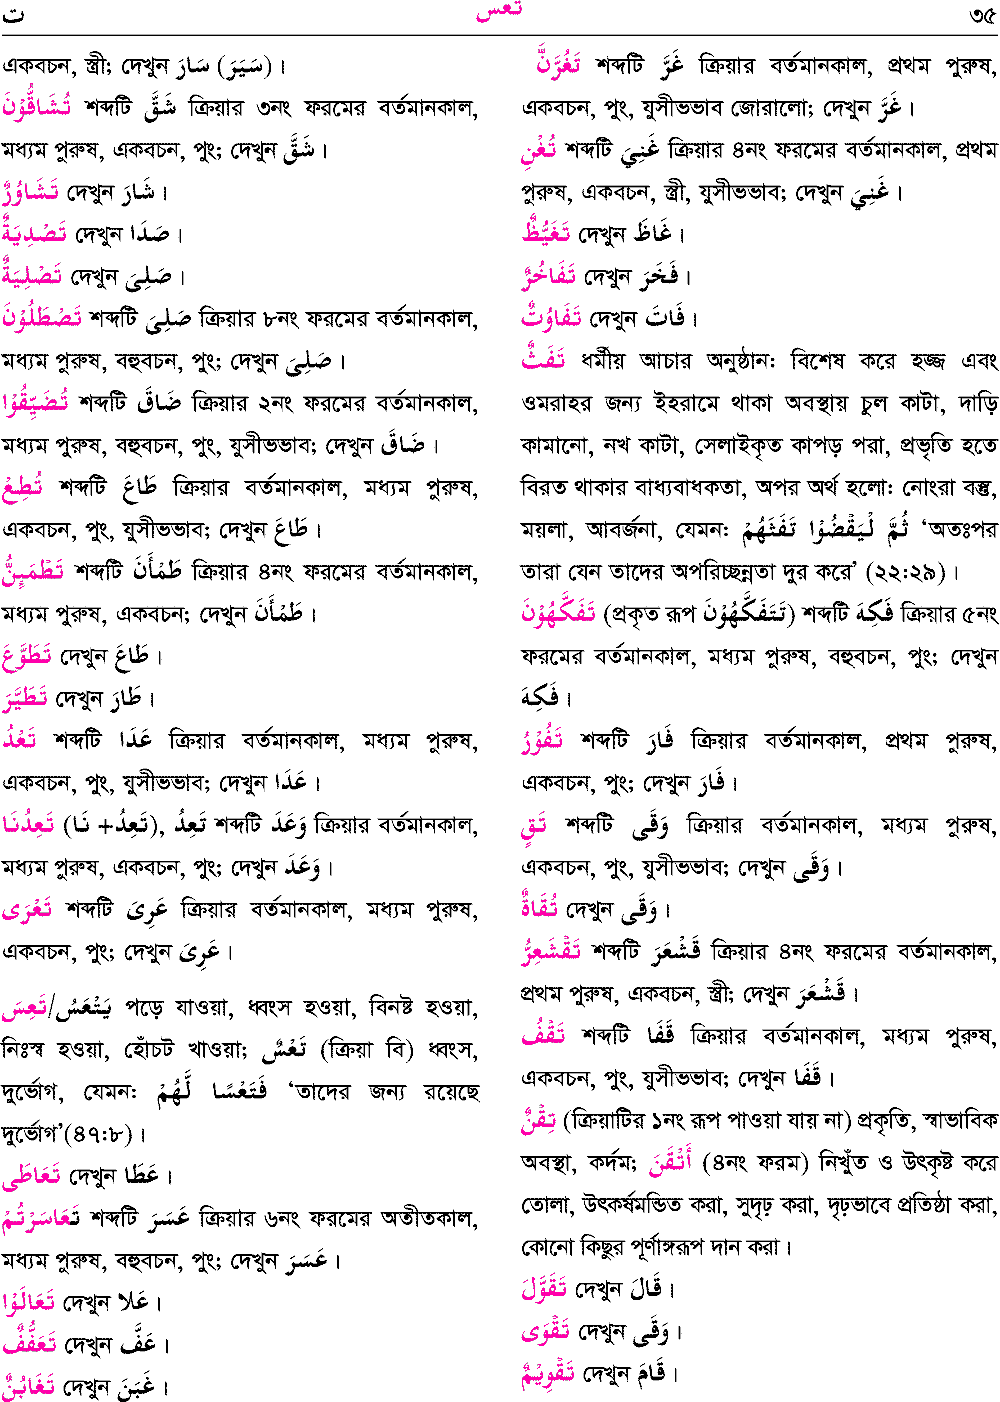 ت تعس ৩৫
একবচন, স্ত্রী; দেখুন سَارَ (سَيَرَ) ।
تُشَاقُّوْنَ শব্দটি شَقَّ ক্রিয়ার ৩নং ফরমের বর্তমানকাল,
মধ্যম পুরুষ, একবচন, পুং; দেখুন شَقَّ ।
تَشَاوُرٌ দেখুন شَارَ ।
تَصْدِيَةٌ দেখুন صَدَا ।
تَصْلِيَةٌ দেখুন صَلِىَ ।
تَصْطَلُوْنَ শব্দটি صَلِىَ ক্রিয়ার ৮নং ফরমের বর্তমানকাল,
মধ্যম পুরুষ, বহুবচন, পুং; দেখুন صَلِىَ ।
تُضَيِّقُوْا শব্দটি ضَاقَ ক্রিয়ার ২নং ফরমের বর্তমানকাল,
মধ্যম পুরুষ, বহুবচন, পুং, যুসীভভাব; দেখুন ضَاقَ ।
تُطِعْ শব্দটি طَاعَ ক্রিয়ার বর্তমানকাল, মধ্যম পুরুষ,
একবচন, পুং, যুসীভভাব; দেখুন طَاعَ ।
تَطْمَئِنُّ শব্দটি طَمْأَنَ ক্রিয়ার ৪নং ফরমের বর্তমানকাল,
মধ্যম পুরুষ, একবচন; দেখুন طَمْأَنَ ।
تَطَوَّعَ দেখুন طَاعَ ।
تَطَيَّرَ দেখুন طَارَ ।
تَعْدُ শব্দটি عَدَا ক্রিয়ার বর্তমানকাল, মধ্যম পুরুষ,
একবচন, পুং, যুসীভভাব; দেখুন عَدَا ।
تَعِدُنَا (تَعِدُ+ نَا), تَعِدُ শব্দটি وَعَدَ ক্রিয়ার বর্তমানকাল,
মধ্যম পুরুষ, একবচন, পুং; দেখুন وَعَدَ ।
تَعْرَى শব্দটি عَرِىَ ক্রিয়ার বর্তমানকাল, মধ্যম পুরুষ,
একবচন, পুং; দেখুন عَرِىَ ।
تَعِسَ/يَتْعَسُ পড়ে যাওয়া, ধ্বংস হওয়া, বিনষ্ট হওয়া,
নিঃস্ব হওয়া, হোঁচট খাওয়া; تَعْسٌ (ক্রিয়া বি) ধ্বংস,
দুর্ভোগ, যেমন: فَتَعْسًا لَّهُمْ ‘তাদের জন্য রয়েছে
দুর্ভোগ’(৪৭:৮)।
تَعَاطَى দেখুন عَطَا ।
تَعَاسَرْتُمْ শব্দটি عَسَرَ ক্রিয়ার ৬নং ফরমের অতীতকাল,
মধ্যম পুরুষ, বহুবচন, পুং; দেখুন عَسَرَ ।
تَعَالَوْا দেখুন عَلا ।
تَعَفُّفٌ দেখুন عَفَّ ।
تَغَابُنٌ দেখুন غَبَنَ ।
تَغُرَّنَّ শব্দটি غَرَّ ক্রিয়ার বর্তমানকাল, প্রথম পুরুষ,
একবচন, পুং, যুসীভভাব জোরালো; দেখুন غَرَّ ।
تُغْنِ শব্দটি غَنِيَ ক্রিয়ার ৪নং ফরমের বর্তমানকাল, প্রথম
পুরুষ, একবচন, স্ত্রী, যুসীভভাব; দেখুন غَنِيَ ।
تَغَيُّظٌ দেখুন غَاظَ ।
تَفَاخُرٌ দেখুন فَخَرَ ।
تَفَاوُتٌ দেখুন فَاتَ ।
تَفَثٌ ধর্মীয় আচার অনুষ্ঠান: বিশেষ করে হজ্জ এবং
ওমরাহর জন্য ইহরামে থাকা অবস্থায় চুল কাটা, দাড়ি
কামানো, নখ কাটা, সেলাইকৃত কাপড় পরা, প্রভৃতি হতে
বিরত থাকার বাধ্যবাধকতা, অপর অর্থ হলো: নোংরা বস্তু,
ময়লা, আবর্জনা, যেমন: ثُمَّ لْيَقْضُوْا تَفَثَهُمْ ‘অতঃপর
তারা যেন তাদের অপরিচ্ছন্নতা দুর করে’ (২২:২৯)।
تَفَكَّهُوْنَ (প্রকৃত রূপ تَتَفَكَّهُوْنَ) শব্দটি فَكِهَ ক্রিয়ার ৫নং
ফরমের বর্তমানকাল, মধ্যম পুরুষ, বহুবচন, পুং; দেখুন
فَكِهَ ।
تَفُوْرُ শব্দটি فَارَ ক্রিয়ার বর্তমানকাল, প্রথম পুরুষ,
একবচন, পুং; দেখুন فَارَ ।
تَقِ শব্দটি وَقَى ক্রিয়ার বর্তমানকাল, মধ্যম পুরুষ,
একবচন, পুং, যুসীভভাব; দেখুন وَقَى ।
تُقَاةٌ দেখুন وَقَى ।
تَقْشَعِرُّ শব্দটি قَشْعَرَ ক্রিয়ার ৪নং ফরমের বর্তমানকাল,
প্রথম পুরুষ, একবচন, স্ত্রী; দেখুন قَشْعَرَ ।
تَقْفُ শব্দটি قَفَا ক্রিয়ার বর্তমানকাল, মধ্যম পুরুষ,
একবচন, পুং, যুসীভভাব; দেখুন قَفَا ।
تِقْنٌ (ক্রিয়াটির ১নং রূপ পাওয়া যায় না) প্রকৃতি, স্বাভাবিক
অবস্থা, কর্দম; أَتْقَنَ (৪নং ফরম) নিখুঁত ও উৎকৃষ্ট করে
তোলা, উৎকর্ষমন্ডিত করা, সুদৃঢ় করা, দৃঢ়ভাবে প্রতিষ্ঠা করা,
কোনো কিছুর পূর্ণাঙ্গরূপ দান করা।
تَقَوَّلَ দেখুন قَالَ ।
تَقْوَى দেখুন وَقَى ।
تَقْوِيْمٌ দেখুন قَامَ ।